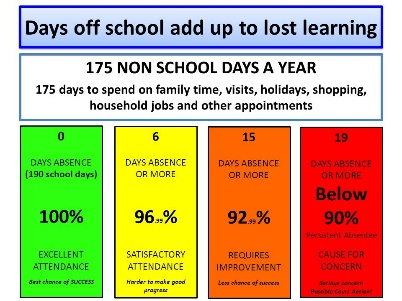 Days off school add up to lost learning
175 NON SCHOOL DAYS A YEAR
175 days to spend on family time, visits, holidays, shopping,
household jobs and other appointments
0
DAYS ABSENCE
(190 school days)
100%
EXCELLENT
ATTENDANCE
Best chance of SUCCESS
6
DAYS ABSENCE
OR MORE
96.99%
SATISFACTORY
ATTENDANCE
Harder to make good
progress
15
DAYS ABSENCE
OR MORE
92.99%
REQUIRES
IMPROVEMENT
Less chance of success
19
DAYS ABSENCE
OR MORE
Below
90%
Persistent Absentee
CAUSE FOR
CONCERN
Serious concern
Possible Court Action!